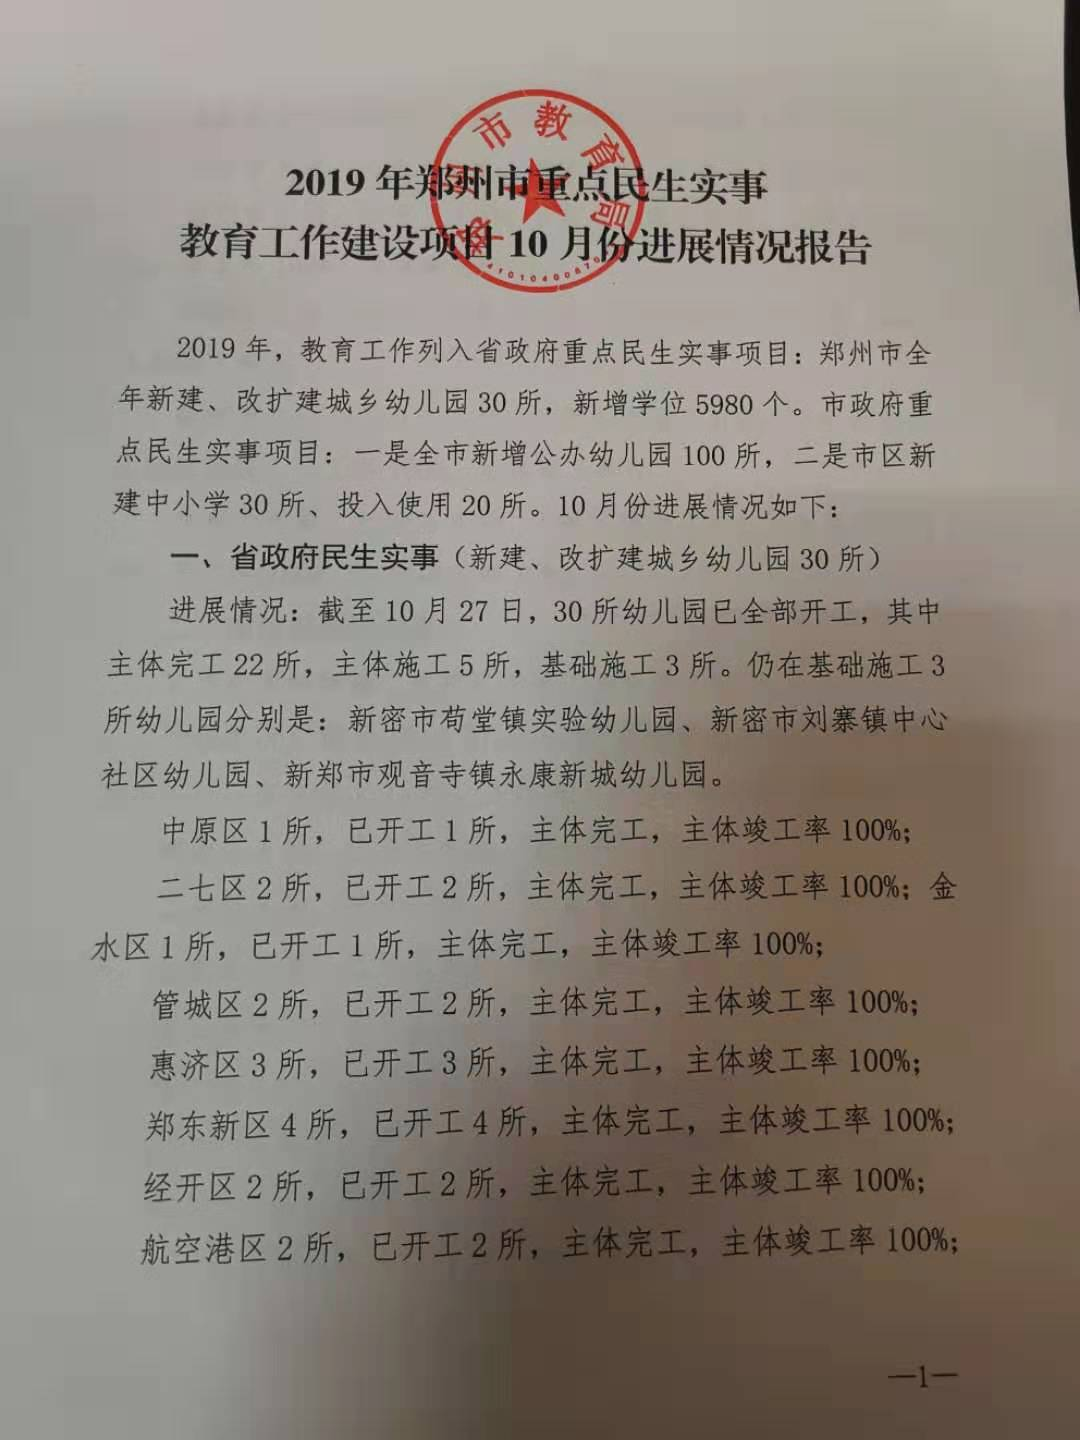 2019年郑州市重点民生实事
教育工作建设项目10月份进展情况报告
郑州市教育局
2019年，教育工作列入省政府重点民生实事项目：郑州市全
年新建、改扩建城乡幼儿园30所，新增学位5980个。市政府重
点民生实事项目：一是全市新增公办幼儿园100所，二是市区新
建中小学30所、投入使用20所。10月份进展情况如下：
一、省政府民生实事（新建、改扩建城乡幼儿园30所）
进展情况：截至10月27日，30所幼儿园已全部开工，其中
主体完工22所，主体施工5所，基础施工3所。仍在基础施工3
所幼儿园分别是：新密市苟堂镇实验幼儿园、新密市刘寨镇中心
社区幼儿园、新郑市观音寺镇永康新城幼儿园。
中原区1所，已开工1所，主体完工，主体竣工率100%；
二七区2所，已开工2所，主体完工，主体竣工率100%；金
水区1所，已开工1所，主体完工，主体竣工率100%；
管城区2所，已开工2所，主体完工，主体竣工率100%；
惠济区3所，已开工3所，主体完工，主体竣工率100%；
郑东新区4所，已开工4所，主体完工，主体竣工率100%；
经开区2所，已开工2所，主体完工，主体竣工率100%；
航空港区2所，已开工2所，主体完工，主体竣工率100%；
—1—